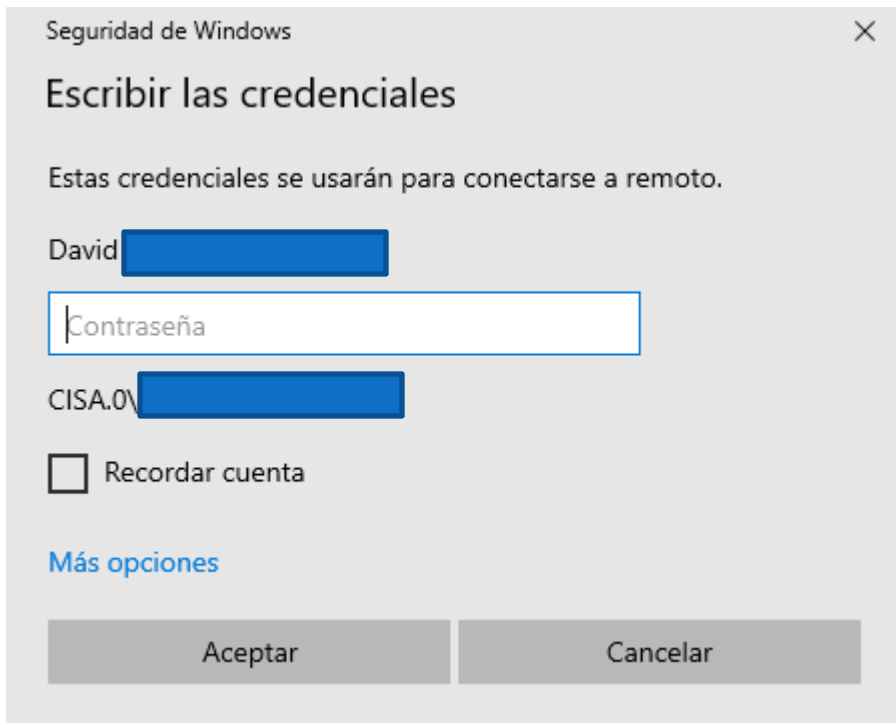 Seguridad de Windows
Escribir las credenciales
Estas credenciales se usarán para conectarse a remoto.
David
Contraseña
CISA.0\
Recordar cuenta
Más opciones
Aceptar
Cancelar